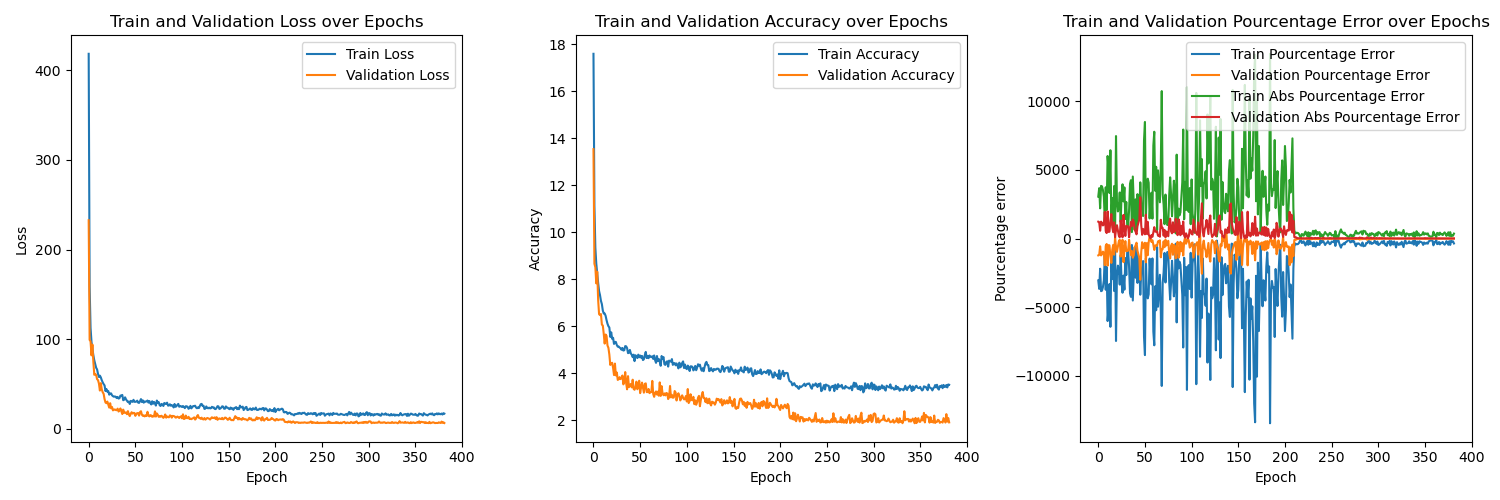 Train and Validation Loss over Epochs
Loss
400
300
200
100
0
Train Loss
Validation Loss
0 50 100 150 200 250 300 350 400
Epoch
Train and Validation Accuracy over Epochs
Accuracy
18
16
14
12
10
8
6
4
2
Train Accuracy
Validation Accuracy
0 50 100 150 200 250 300 350 400
Epoch
Train and Validation Pourcentage Error over Epochs
Pourcentage error
10000
5000
0
−5000
−10000
Train Pourcentage Error
Validation Pourcentage Error
Train Abs Pourcentage Error
Validation Abs Pourcentage Error
0 50 100 150 200 250 300 350 400
Epoch